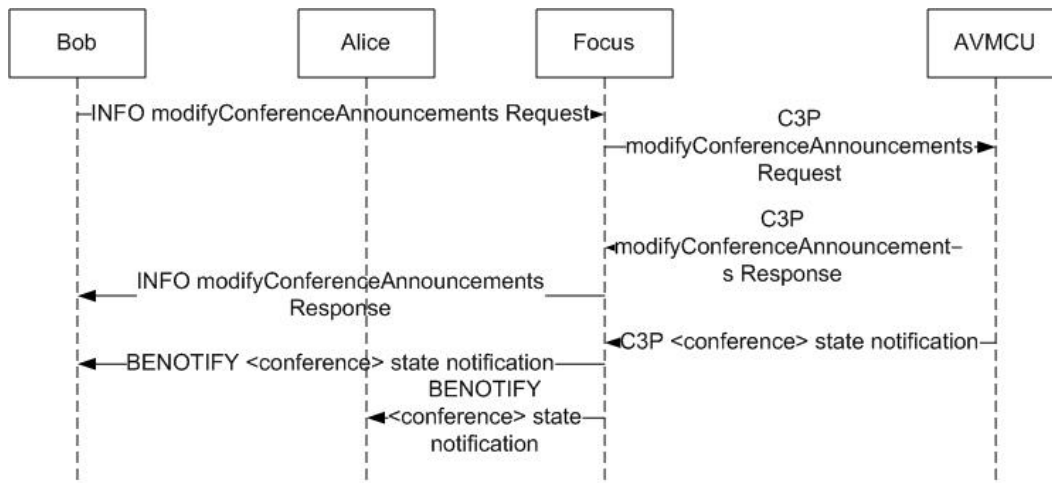 Bob
Alice
Focus
AVMCU
INFO modifyConferenceAnnouncements Request
C3P
modifyConferenceAnnouncements
Request
C3P
modifyConferenceAnnouncement-
s Response
INFO modifyConferenceAnnouncements
Response
C3P <conference> state notification
BENOTIFY <conference> state notification
BENOTIFY
<conference> state
notification